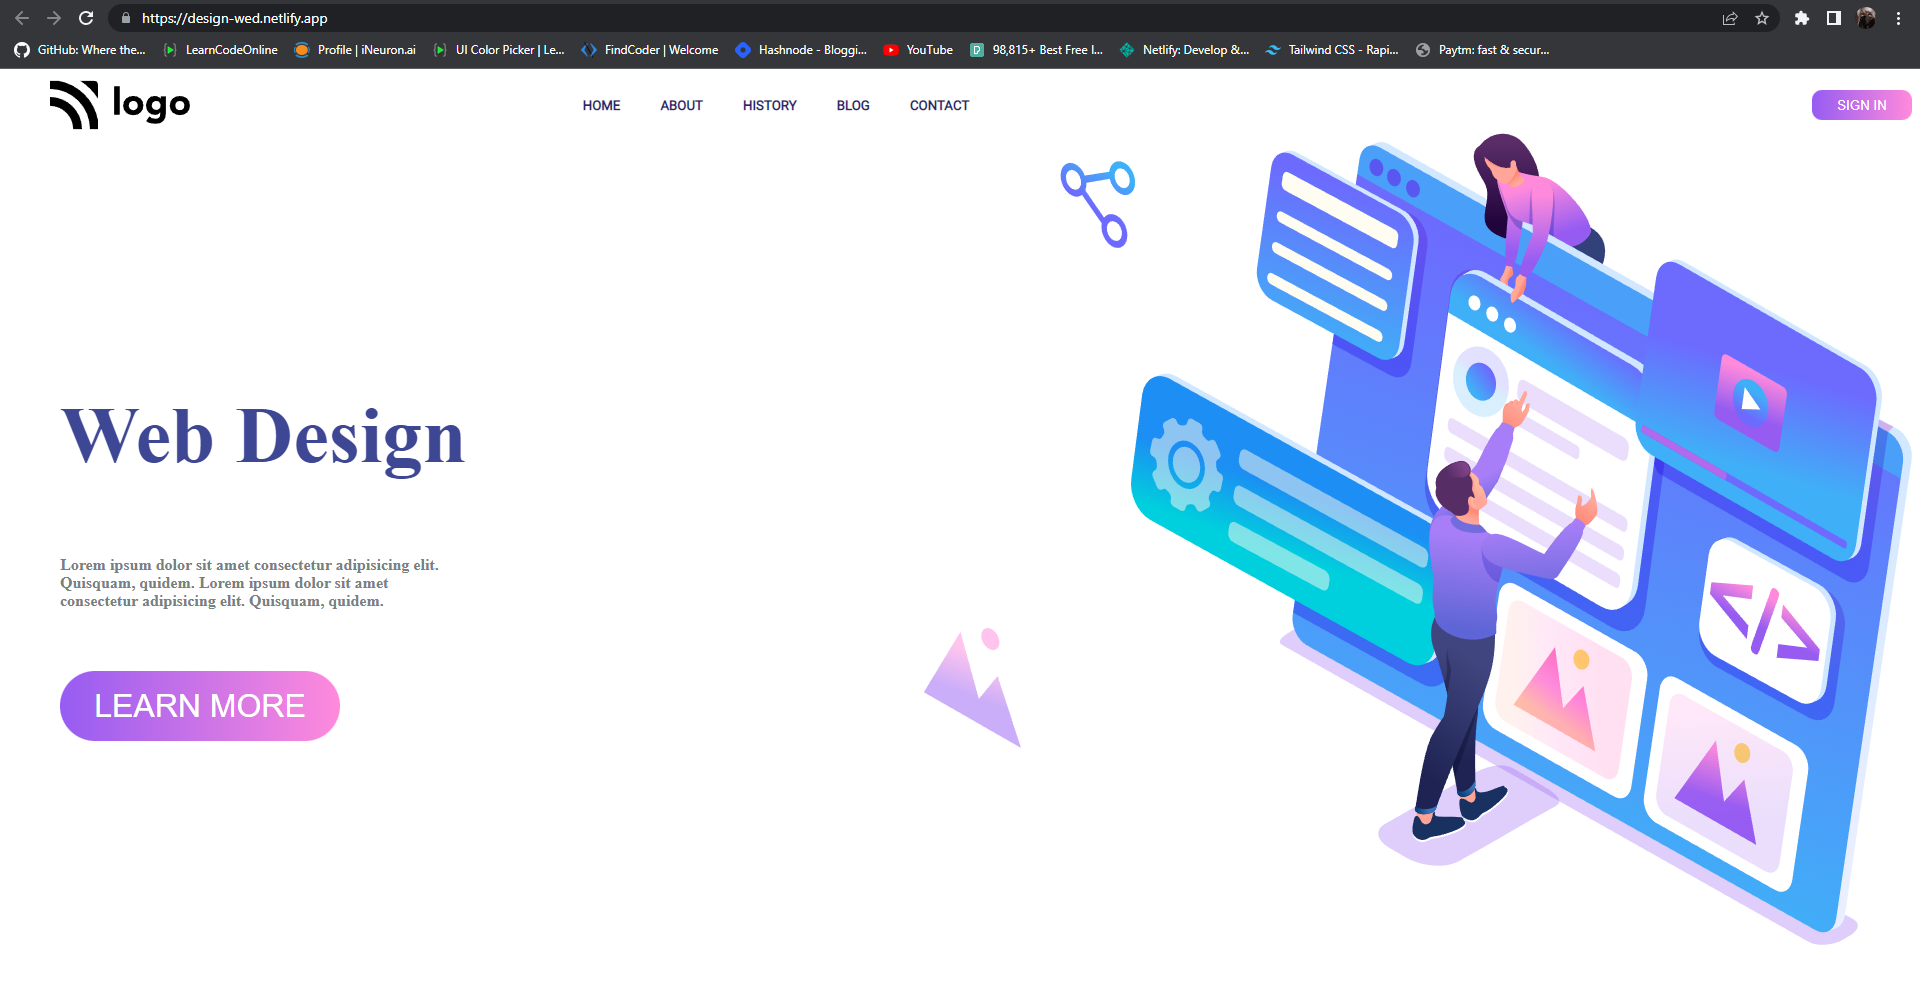 https://design-wed.netlify.app
GitHub: Where the... LearnCodeOnline Profile | iNeuron.ai UI Color Picker | Le... FindCoder | Welcome Hashnode - Bloggi... YouTube 98,815+ Best Free I... Netlify: Develop &... Tailwind CSS - Rapi... Paytm: fast & secur...
logo HOME ABOUT HISTORY BLOG CONTACT SIGN IN
Web Design
Lorem ipsum dolor sit amet consectetur adipisicing elit.
Quisquam, quidem. Lorem ipsum dolor sit amet
consectetur adipisicing elit. Quisquam, quidem.
LEARN MORE